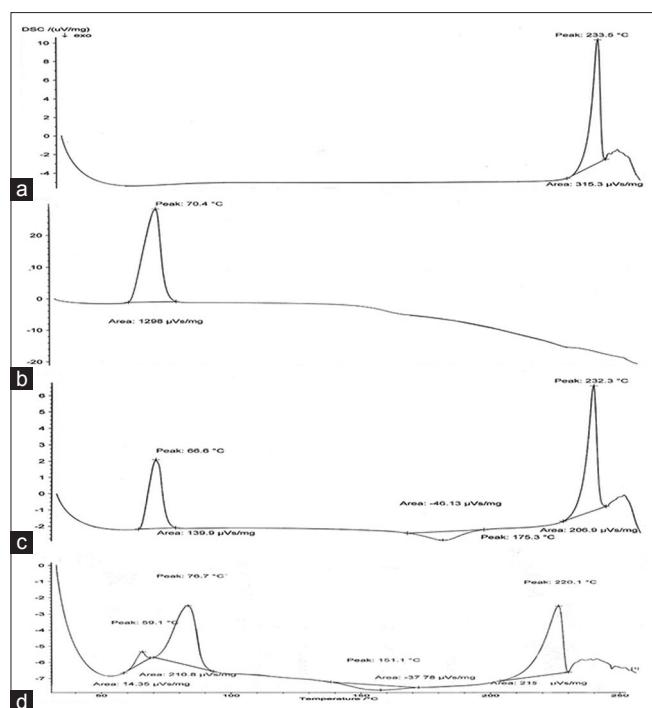 DSC /(uV/mg)
↓ exo
Peak: 233.5 °C
10
8
6
4
2
0
-2
-4
Area: 315.3 μVs/mg
a
Peak: 70.4 °C
20
10
0
-10
-20
Area: 1298 μVs/mg
b
Peak: 232.3 °C
6
5
4
3
2
1
0
-1
-2
Peak: 66.6 °C
Area: -46.13 μVs/mg
Area: 139.9 μVs/mg
Peak: 175.3 °C
Area: 206.9 μVs/mg
c
0
-1
-2
-3
-4
-5
-6
-7
Peak: 76.7 °C
Peak: 220.1 °C
Peak: 59.1 °C
Peak: 151.1 °C
Area: 210.8 μVs/mg
Area: -37 78 μVs/mg
Area: 14.35 μVs/mg
Area: 215 μVs/mg
50 100 150 200 250
Temperature /°C
d